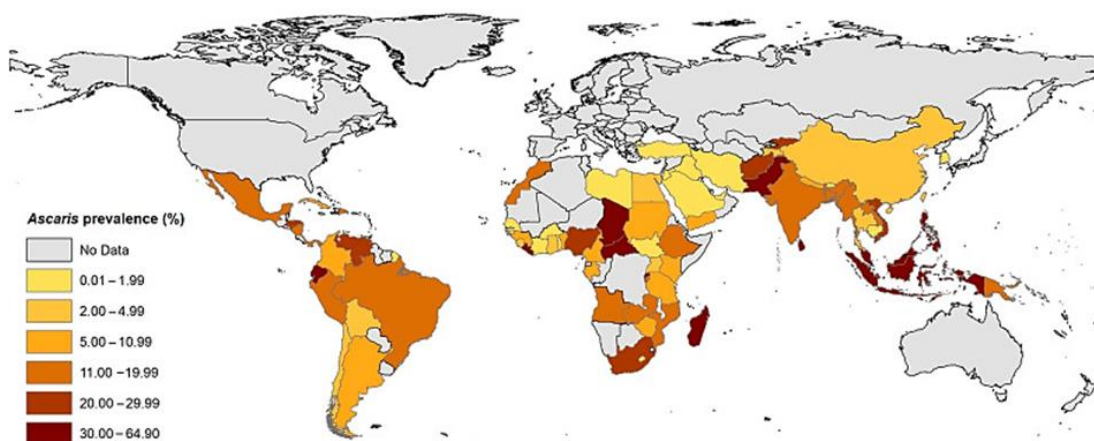 Ascaris prevalence (%)
No Data
0.01 – 1.99
2.00 – 4.99
5.00 – 10.99
11.00 – 19.99
20.00 – 29.99
30.00 – 64.90